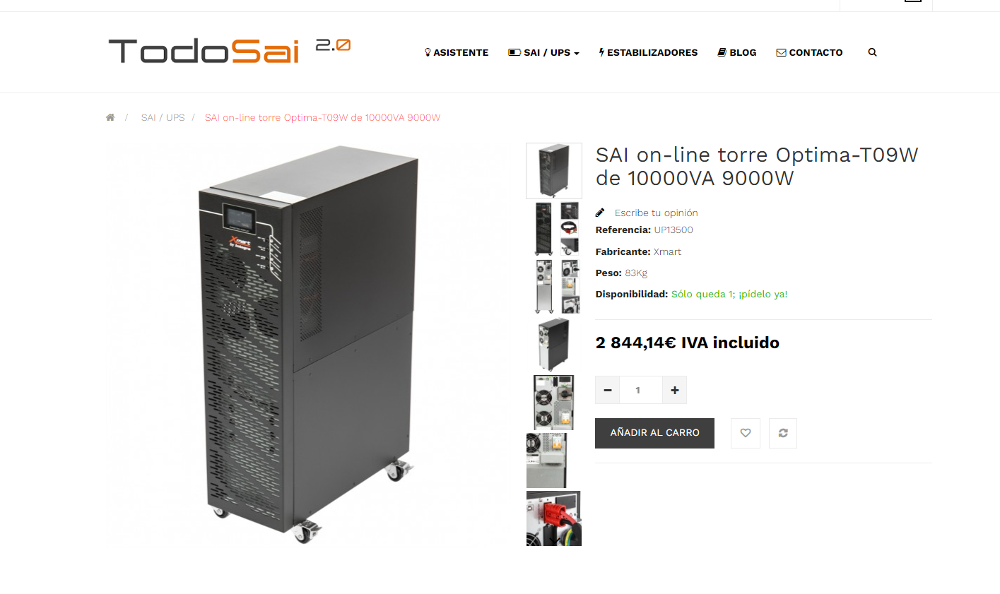 TodoSai 2.0
ASISTENTE
SAI / UPS
ESTABILIZADORES
BLOG
CONTACTO
/ SAI / UPS / SAI on-line torre Optima-T09W de 10000VA 9000W
Xmart
by Integra
SAI on-line torre Optima-T09W
de 10000VA 9000W
Escribe tu opinión
Referencia: UP13500
Fabricante: Xmart
Peso: 83Kg
Disponibilidad: Sólo queda 1; ¡pídelo ya!
2 844,14€ IVA incluido
1
AÑADIR AL CARRO